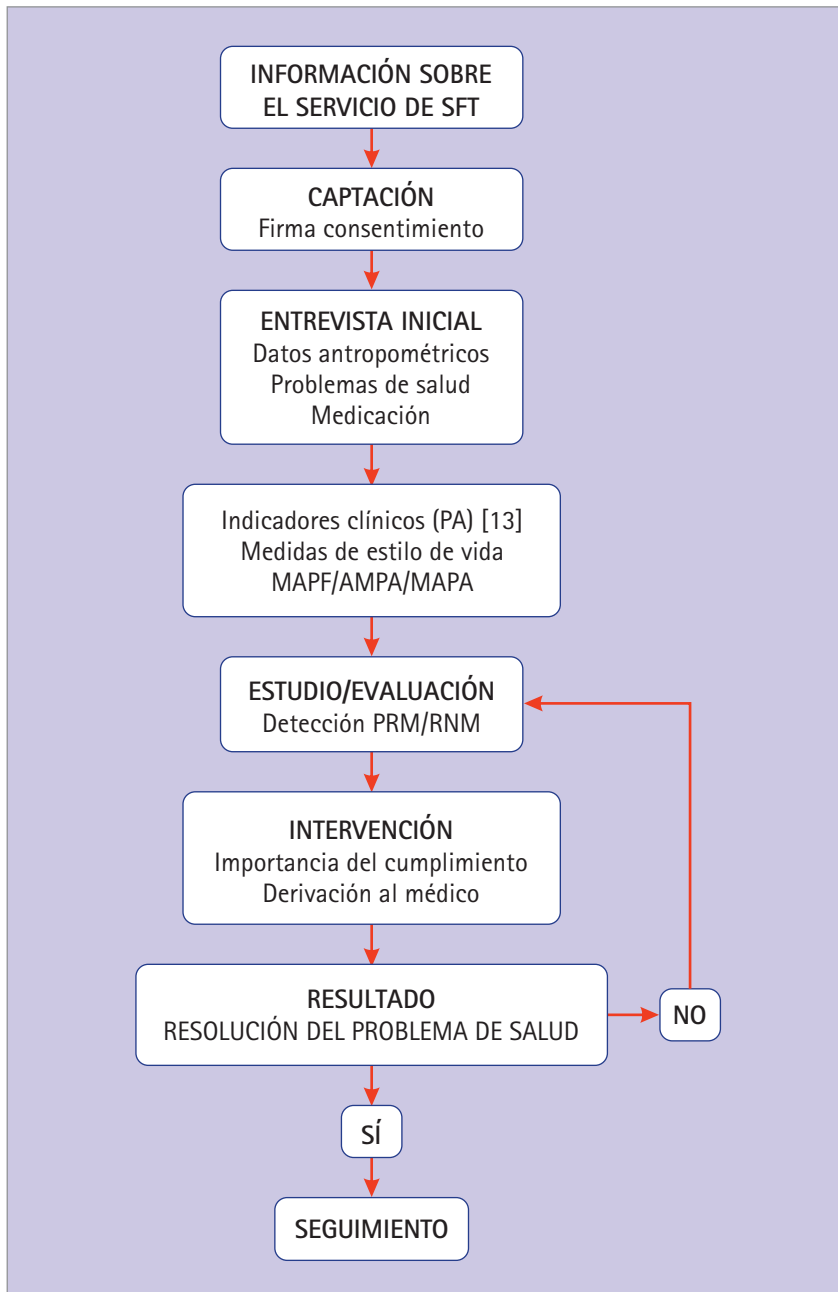 INFORMACIÓN SOBRE
EL SERVICIO DE SFT
CAPTACIÓN
Firma consentimiento
ENTREVISTA INICIAL
Datos antropométricos
Problemas de salud
Medicación
Indicadores clínicos (PA) [13]
Medidas de estilo de vida
MAPF/AMPA/MAPA
ESTUDIO/EVALUACIÓN
Detección PRM/RNM
INTERVENCIÓN
Importancia del cumplimiento
Derivación al médico
RESULTADO
RESOLUCIÓN DEL PROBLEMA DE SALUD
NO
SÍ
SEGUIMIENTO